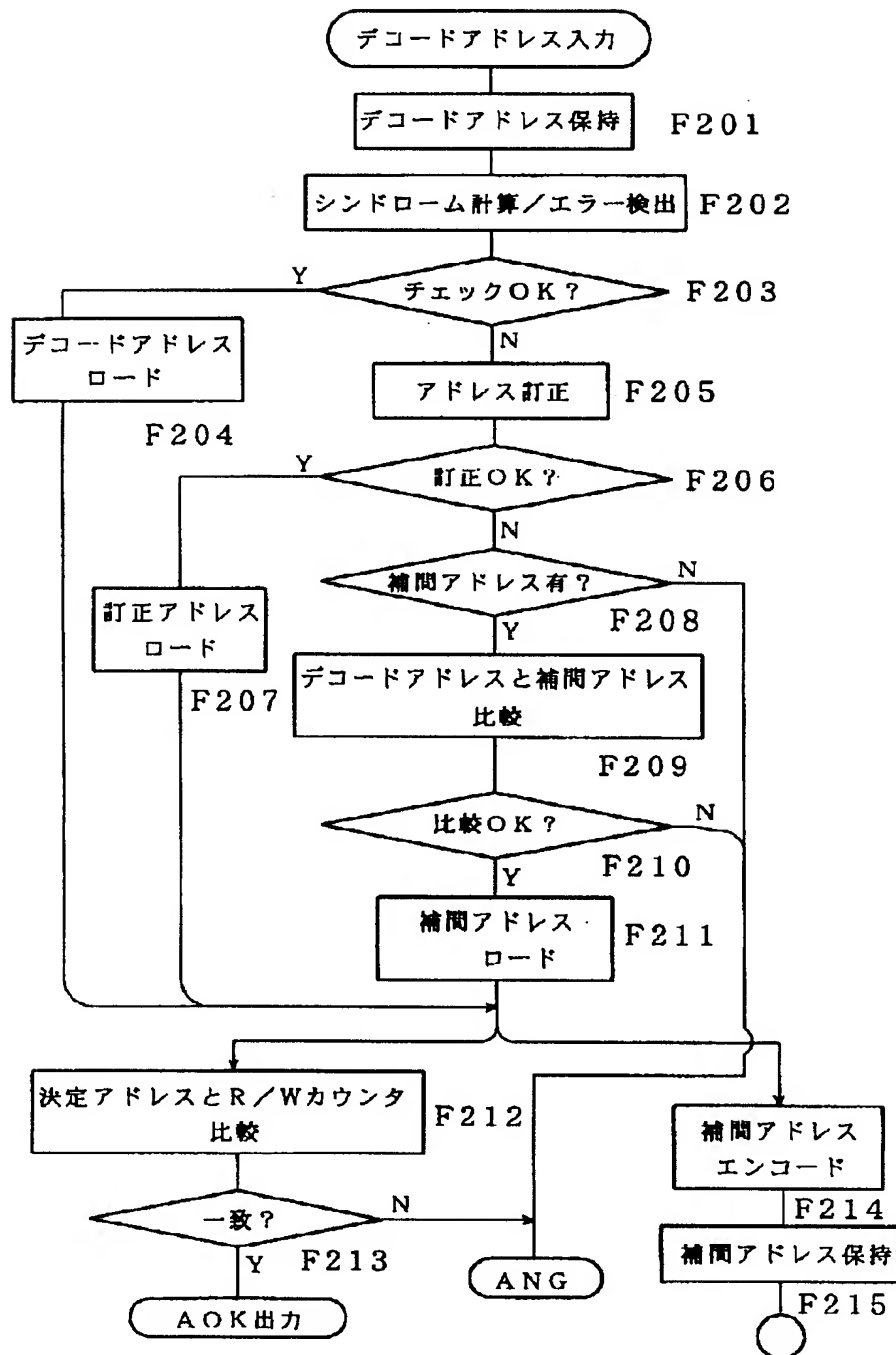 デコードアドレス入力
デコードアドレス保持
F201
シンドローム計算／エラー検出
F202
Y
チェックOK？
F203
N
デコードアドレス
ロード
F204
アドレス訂正
F205
Y
訂正OK？
F206
N
補間アドレス有？
N
F208
Y
訂正アドレス
ロード
F207
デコードアドレスと補間アドレス
比較
F209
比較OK？
N
F210
Y
補間アドレス
ロード
F211
決定アドレスとR／Wカウンタ
比較
F212
補間アドレス
エンコード
F214
一致？
N
F213
Y
補間アドレス保持
F215
ANG
AOK出力